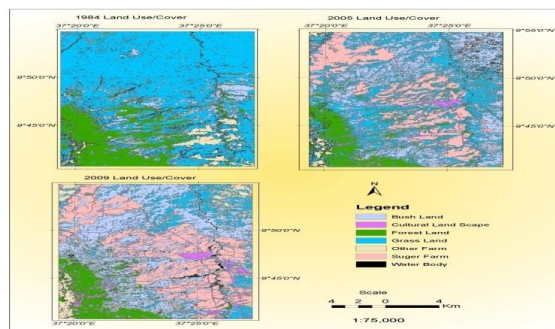 1984 Land Use/Cover
37°20'0"E 37°25'0"E
9°50'0"N
9°45'0"N
2005 Land Use/Cover
37°20'0"E 37°25'0"E
9°55'0"N
9°50'0"N
9°45'0"N
2009 Land Use/Cover
9°50'0"N
9°45'0"N
37°20'0"E 37°25'0"E
N
Legend
Bush Land
Cultural Land Scape
Forest Land
Grass Land
Other Farm
Suger Farm
Water Body
Scale
4 2 0 4
Km
1:75,000